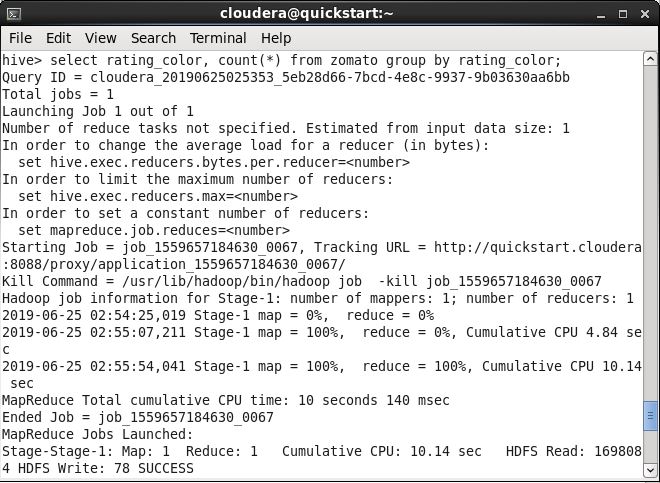 cloudera@quickstart:~
File Edit View Search Terminal Help
hive> select rating_color, count(*) from zomato group by rating_color;
Query ID = cloudera_20190625025353_5eb28d66-7bcd-4e8c-9937-9b03630aa6bb
Total jobs = 1
Launching Job 1 out of 1
Number of reduce tasks not specified. Estimated from input data size: 1
In order to change the average load for a reducer (in bytes):
  set hive.exec.reducers.bytes.per.reducer=<number>
In order to limit the maximum number of reducers:
  set hive.exec.reducers.max=<number>
In order to set a constant number of reducers:
  set mapreduce.job.reduces=<number>
Starting Job = job_1559657184630_0067, Tracking URL = http://quickstart.cloudera
:8088/proxy/application_1559657184630_0067/
Kill Command = /usr/lib/hadoop/bin/hadoop job  -kill job_1559657184630_0067
Hadoop job information for Stage-1: number of mappers: 1; number of reducers: 1
2019-06-25 02:54:25,019 Stage-1 map = 0%,  reduce = 0%
2019-06-25 02:55:07,211 Stage-1 map = 100%,  reduce = 0%, Cumulative CPU 4.84 se
c
2019-06-25 02:55:54,041 Stage-1 map = 100%,  reduce = 100%, Cumulative CPU 10.14
 sec
MapReduce Total cumulative CPU time: 10 seconds 140 msec
Ended Job = job_1559657184630_0067
MapReduce Jobs Launched:
Stage-Stage-1: Map: 1  Reduce: 1   Cumulative CPU: 10.14 sec   HDFS Read: 169808
4 HDFS Write: 78 SUCCESS